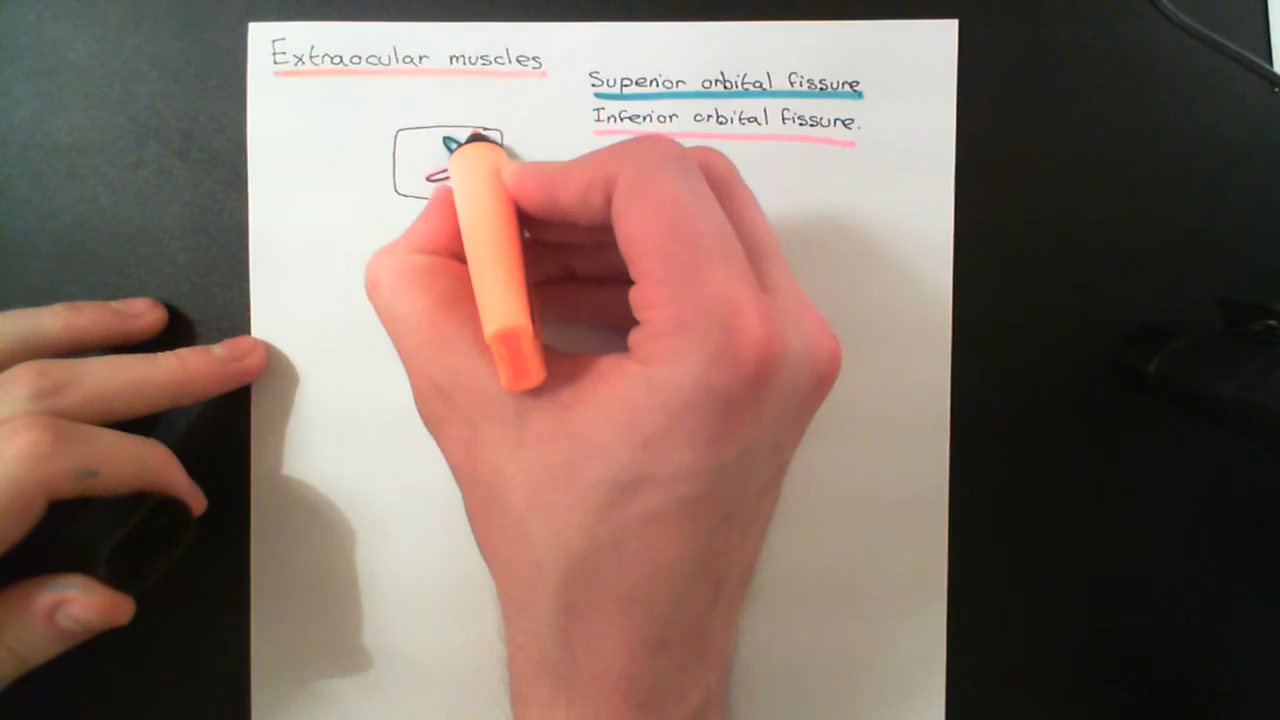 Extraocular muscles
Superior orbital fissure
Inferior orbital fissure.